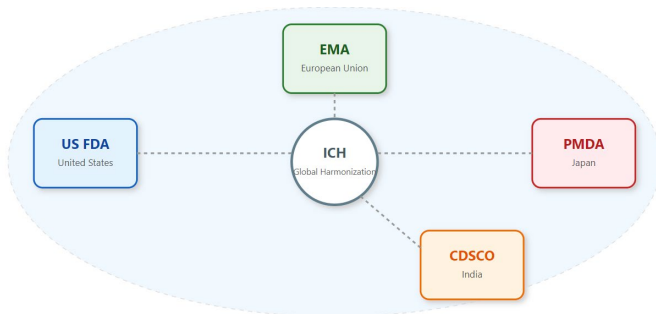 EMA
European Union
US FDA
United States
ICH
Global Harmonization
PMDA
Japan
CDSCO
India